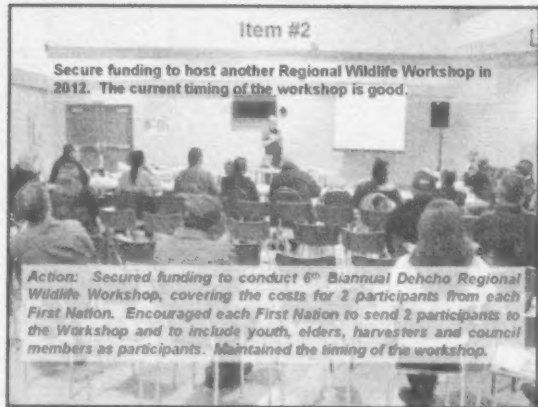 Item #2
Secure funding to host another Regional Wildlife Workshop in
2012. The current timing of the workshop is good.
Action: Secured funding to conduct 6th Biannual Dehcho Regional
Wildlife Workshop, covering the costs for 2 participants from each
First Nation. Encouraged each First Nation to send 2 participants to
the Workshop and to include youth, elders, harvesters and council
members as participants. Maintained the timing of the workshop.